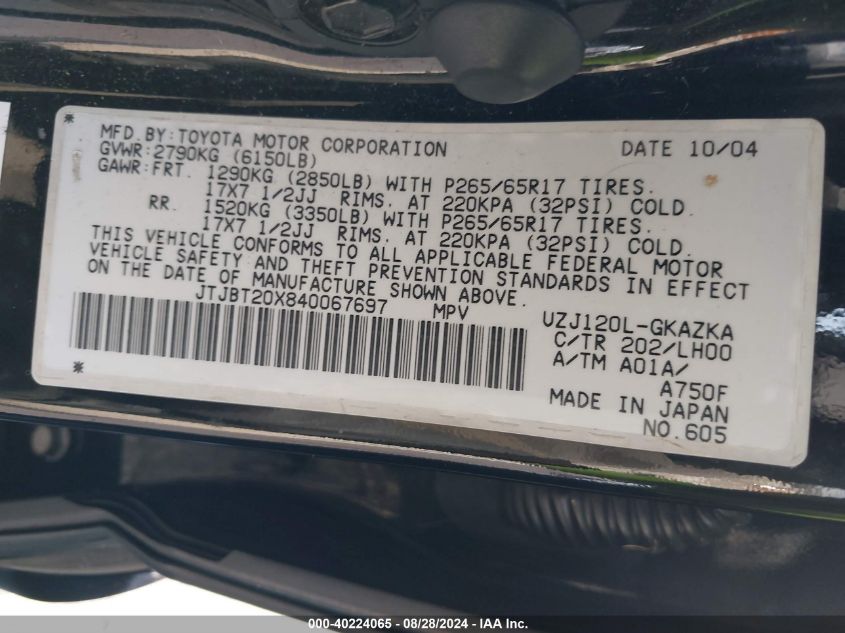 MFD. BY: TOYOTA MOTOR CORPORATION DATE 10/04
GVWR: 2790KG (6150LB)
GAWR: FRT. 1290KG (2850LB) WITH P265/65R17 TIRES.
17X7 1/2JJ RIMS. AT 220KPA (32PSI) COLD.
RR. 1520KG (3350LB) WITH P265/65R17 TIRES.
17X7 1/2JJ RIMS. AT 220KPA (32PSI) COLD.
THIS VEHICLE CONFORMS TO ALL APPLICABLE FEDERAL MOTOR
VEHICLE SAFETY AND THEFT PREVENTION STANDARDS IN EFFECT
ON THE DATE OF MANUFACTURE SHOWN ABOVE.
JTJBT20X840067697 MPV
UZJ120L-GKAZKA
C/TR 202/LH00
A/TM A01A/
A750F
MADE IN JAPAN
NO.605
000-40224065 - 08/28/2024 - IAA Inc.